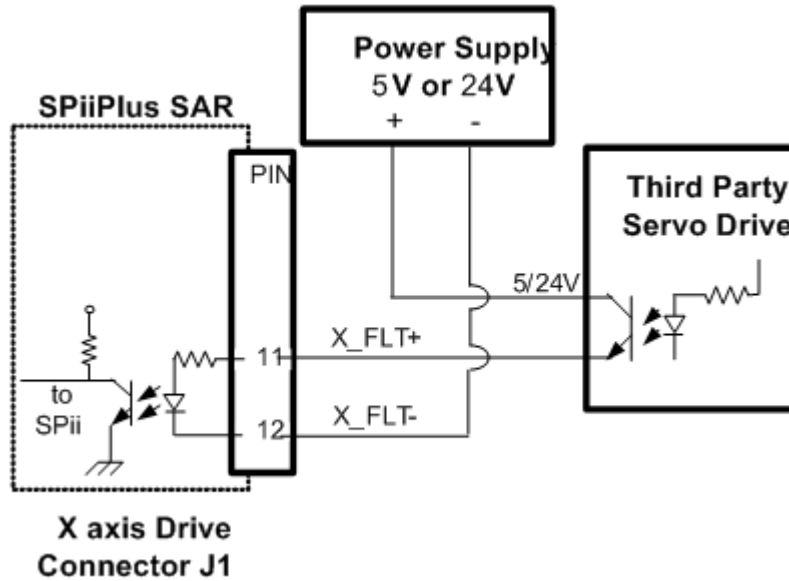 Power Supply
5V or 24V
+ -
SPiiPlus SAR
PIN
Third Party
Servo Drive
5/24V
X_FLT+
11
to
SPii
X_FLT-
12
X axis Drive
Connector J1